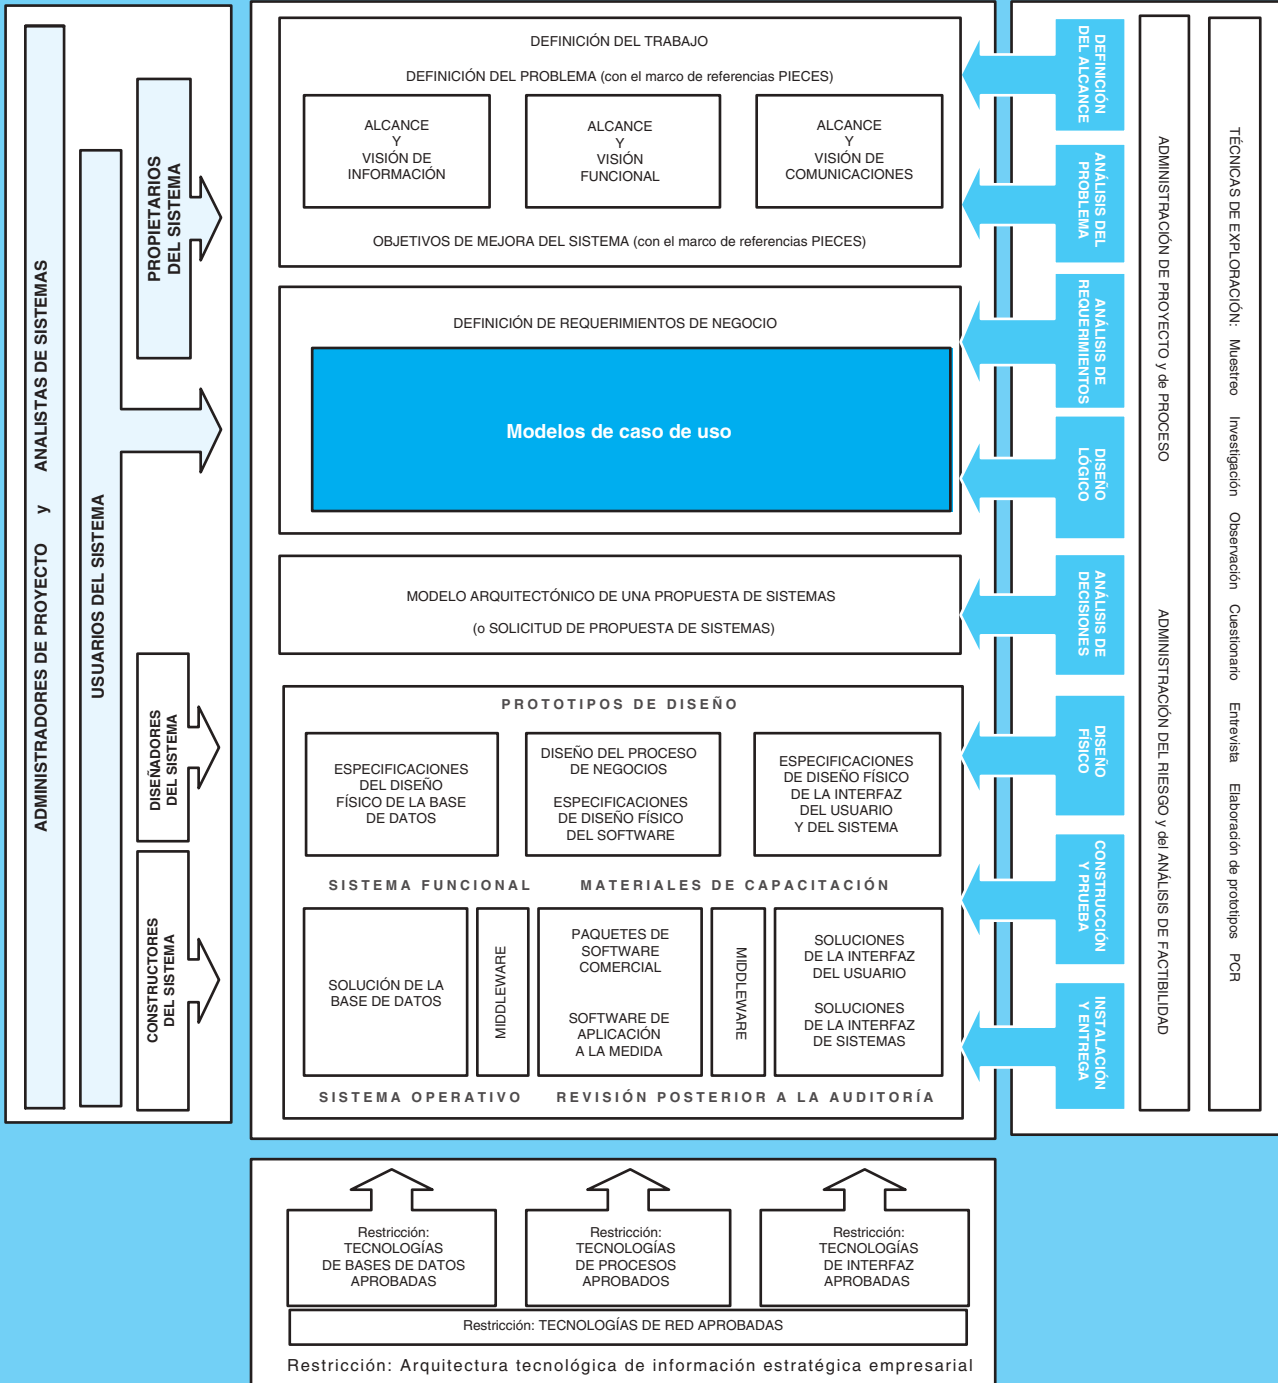 ADMINISTRADORES DE PROYECTO y ANALISTAS DE SISTEMAS
USUARIOS DEL SISTEMA
PROPIETARIOS
DEL SISTEMA
DISEÑADORES
DEL SISTEMA
CONSTRUCTORES
DEL SISTEMA
DEFINICIÓN DEL TRABAJO
DEFINICIÓN DEL PROBLEMA (con el marco de referencias PIECES)
ALCANCE
Y
VISIÓN DE
INFORMACIÓN
ALCANCE
Y
VISIÓN
FUNCIONAL
ALCANCE
Y
VISIÓN DE
COMUNICACIONES
OBJETIVOS DE MEJORA DEL SISTEMA (con el marco de referencias PIECES)
DEFINICIÓN DE REQUERIMIENTOS DE NEGOCIO
Modelos de caso de uso
MODELO ARQUITECTÓNICO DE UNA PROPUESTA DE SISTEMAS
(o SOLICITUD DE PROPUESTA DE SISTEMAS)
PROTOTIPOS DE DISEÑO
ESPECIFICACIONES
DEL DISEÑO
FÍSICO DE LA BASE
DE DATOS
DISEÑO DEL PROCESO
DE NEGOCIOS
ESPECIFICACIONES
DE DISEÑO FÍSICO
DEL SOFTWARE
ESPECIFICACIONES
DE DISEÑO FÍSICO
DE LA INTERFAZ
DEL USUARIO
Y DEL SISTEMA
SISTEMA FUNCIONAL MATERIALES DE CAPACITACIÓN
SOLUCIÓN DE LA
BASE DE DATOS
MIDDLEWARE
PAQUETES DE
SOFTWARE
COMERCIAL
SOFTWARE DE
APLICACIÓN
A LA MEDIDA
MIDDLEWARE
SOLUCIONES
DE LA INTERFAZ
DEL USUARIO
SOLUCIONES
DE LA INTERFAZ
DE SISTEMAS
SISTEMA OPERATIVO REVISIÓN POSTERIOR A LA AUDITORÍA
DEFINICIÓN
DEL ALCANCE
ANÁLISIS DEL
PROBLEMA
ANÁLISIS DE
REQUERIMIENTOS
DISEÑO
LÓGICO
ANÁLISIS DE
DECISIONES
DISEÑO
FÍSICO
CONSTRUCCIÓN
Y PRUEBA
INSTALACIÓN
Y ENTREGA
ADMINISTRACIÓN DE PROYECTO y de PROCESO
ADMINISTRACIÓN DEL RIESGO y del ANÁLISIS DE FACTIBILIDAD
TÉCNICAS DE EXPLORACIÓN: Muestreo Investigación Observación Cuestionario Entrevista Elaboración de prototipos PCR
Restricción:
TECNOLOGÍAS
DE BASES DE DATOS
APROBADAS
Restricción:
TECNOLOGÍAS
DE PROCESOS
APROBADOS
Restricción:
TECNOLOGÍAS
DE INTERFAZ
APROBADAS
Restricción: TECNOLOGÍAS DE RED APROBADAS
Restricción: Arquitectura tecnológica de información estratégica empresarial